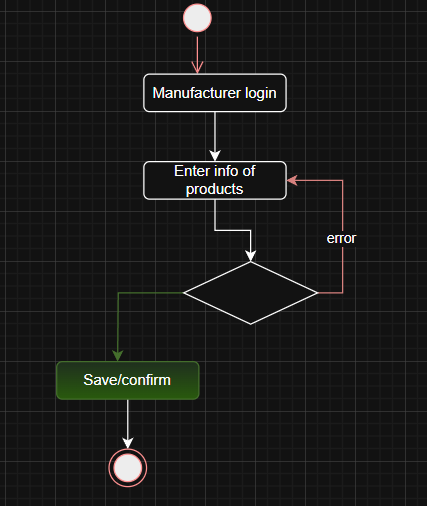 Manufacturer login
Enter info of
products
error
Save/confirm